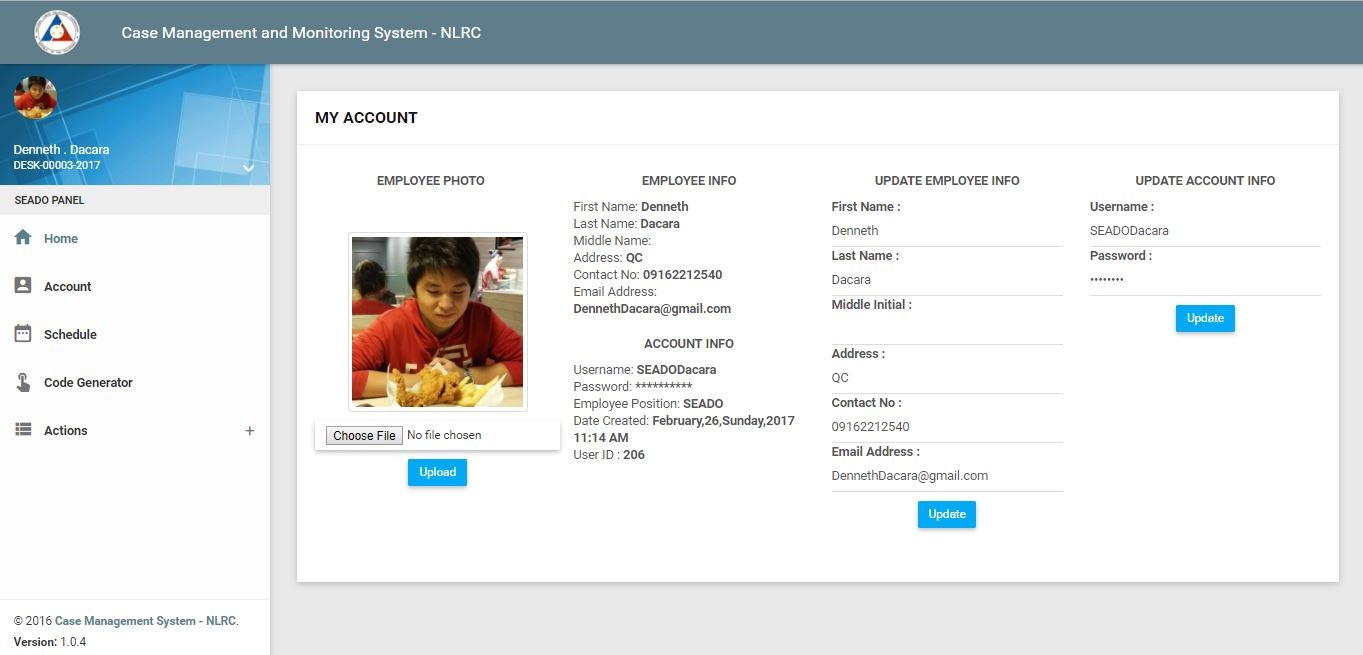 Case Management and Monitoring System - NLRC
Denneth . Dacara
DESK-00003-2017
SEADO PANEL
Home
Account
Schedule
Code Generator
Actions
+
© 2016 Case Management System - NLRC.
Version: 1.0.4
MY ACCOUNT
EMPLOYEE PHOTO
Choose File No file chosen
Upload
EMPLOYEE INFO
First Name: Denneth
Last Name: Dacara
Middle Name:
Address: QC
Contact No: 09162212540
Email Address:
DennethDacara@gmail.com
ACCOUNT INFO
Username: SEADODacara
Password: **********
Employee Position: SEADO
Date Created: February,26,Sunday,2017
11:14 AM
User ID : 206
UPDATE EMPLOYEE INFO
First Name :
Denneth
Last Name :
Dacara
Middle Initial :
Address :
QC
Contact No :
09162212540
Email Address :
DennethDacara@gmail.com
Update
UPDATE ACCOUNT INFO
Username :
SEADODacara
Password :
••••••••
Update